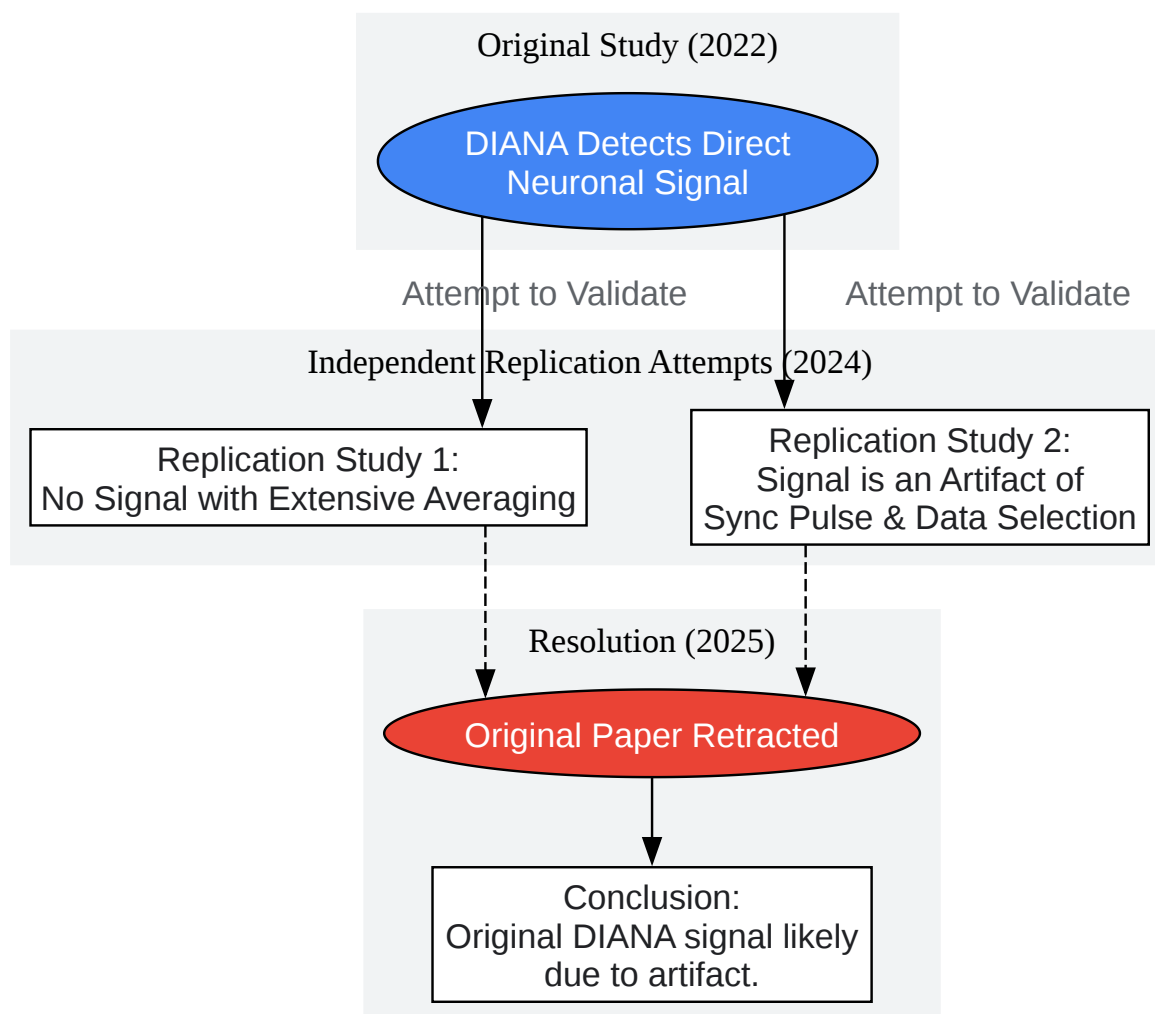 Original Study (2022)
DIANA Detects Direct
Neuronal Signal
Attempt to Validate
Attempt to Validate
Independent Replication Attempts (2024)
Replication Study 1:
No Signal with Extensive Averaging
Replication Study 2:
Signal is an Artifact of
Sync Pulse & Data Selection
Resolution (2025)
Original Paper Retracted
Conclusion:
Original DIANA signal likely
due to artifact.